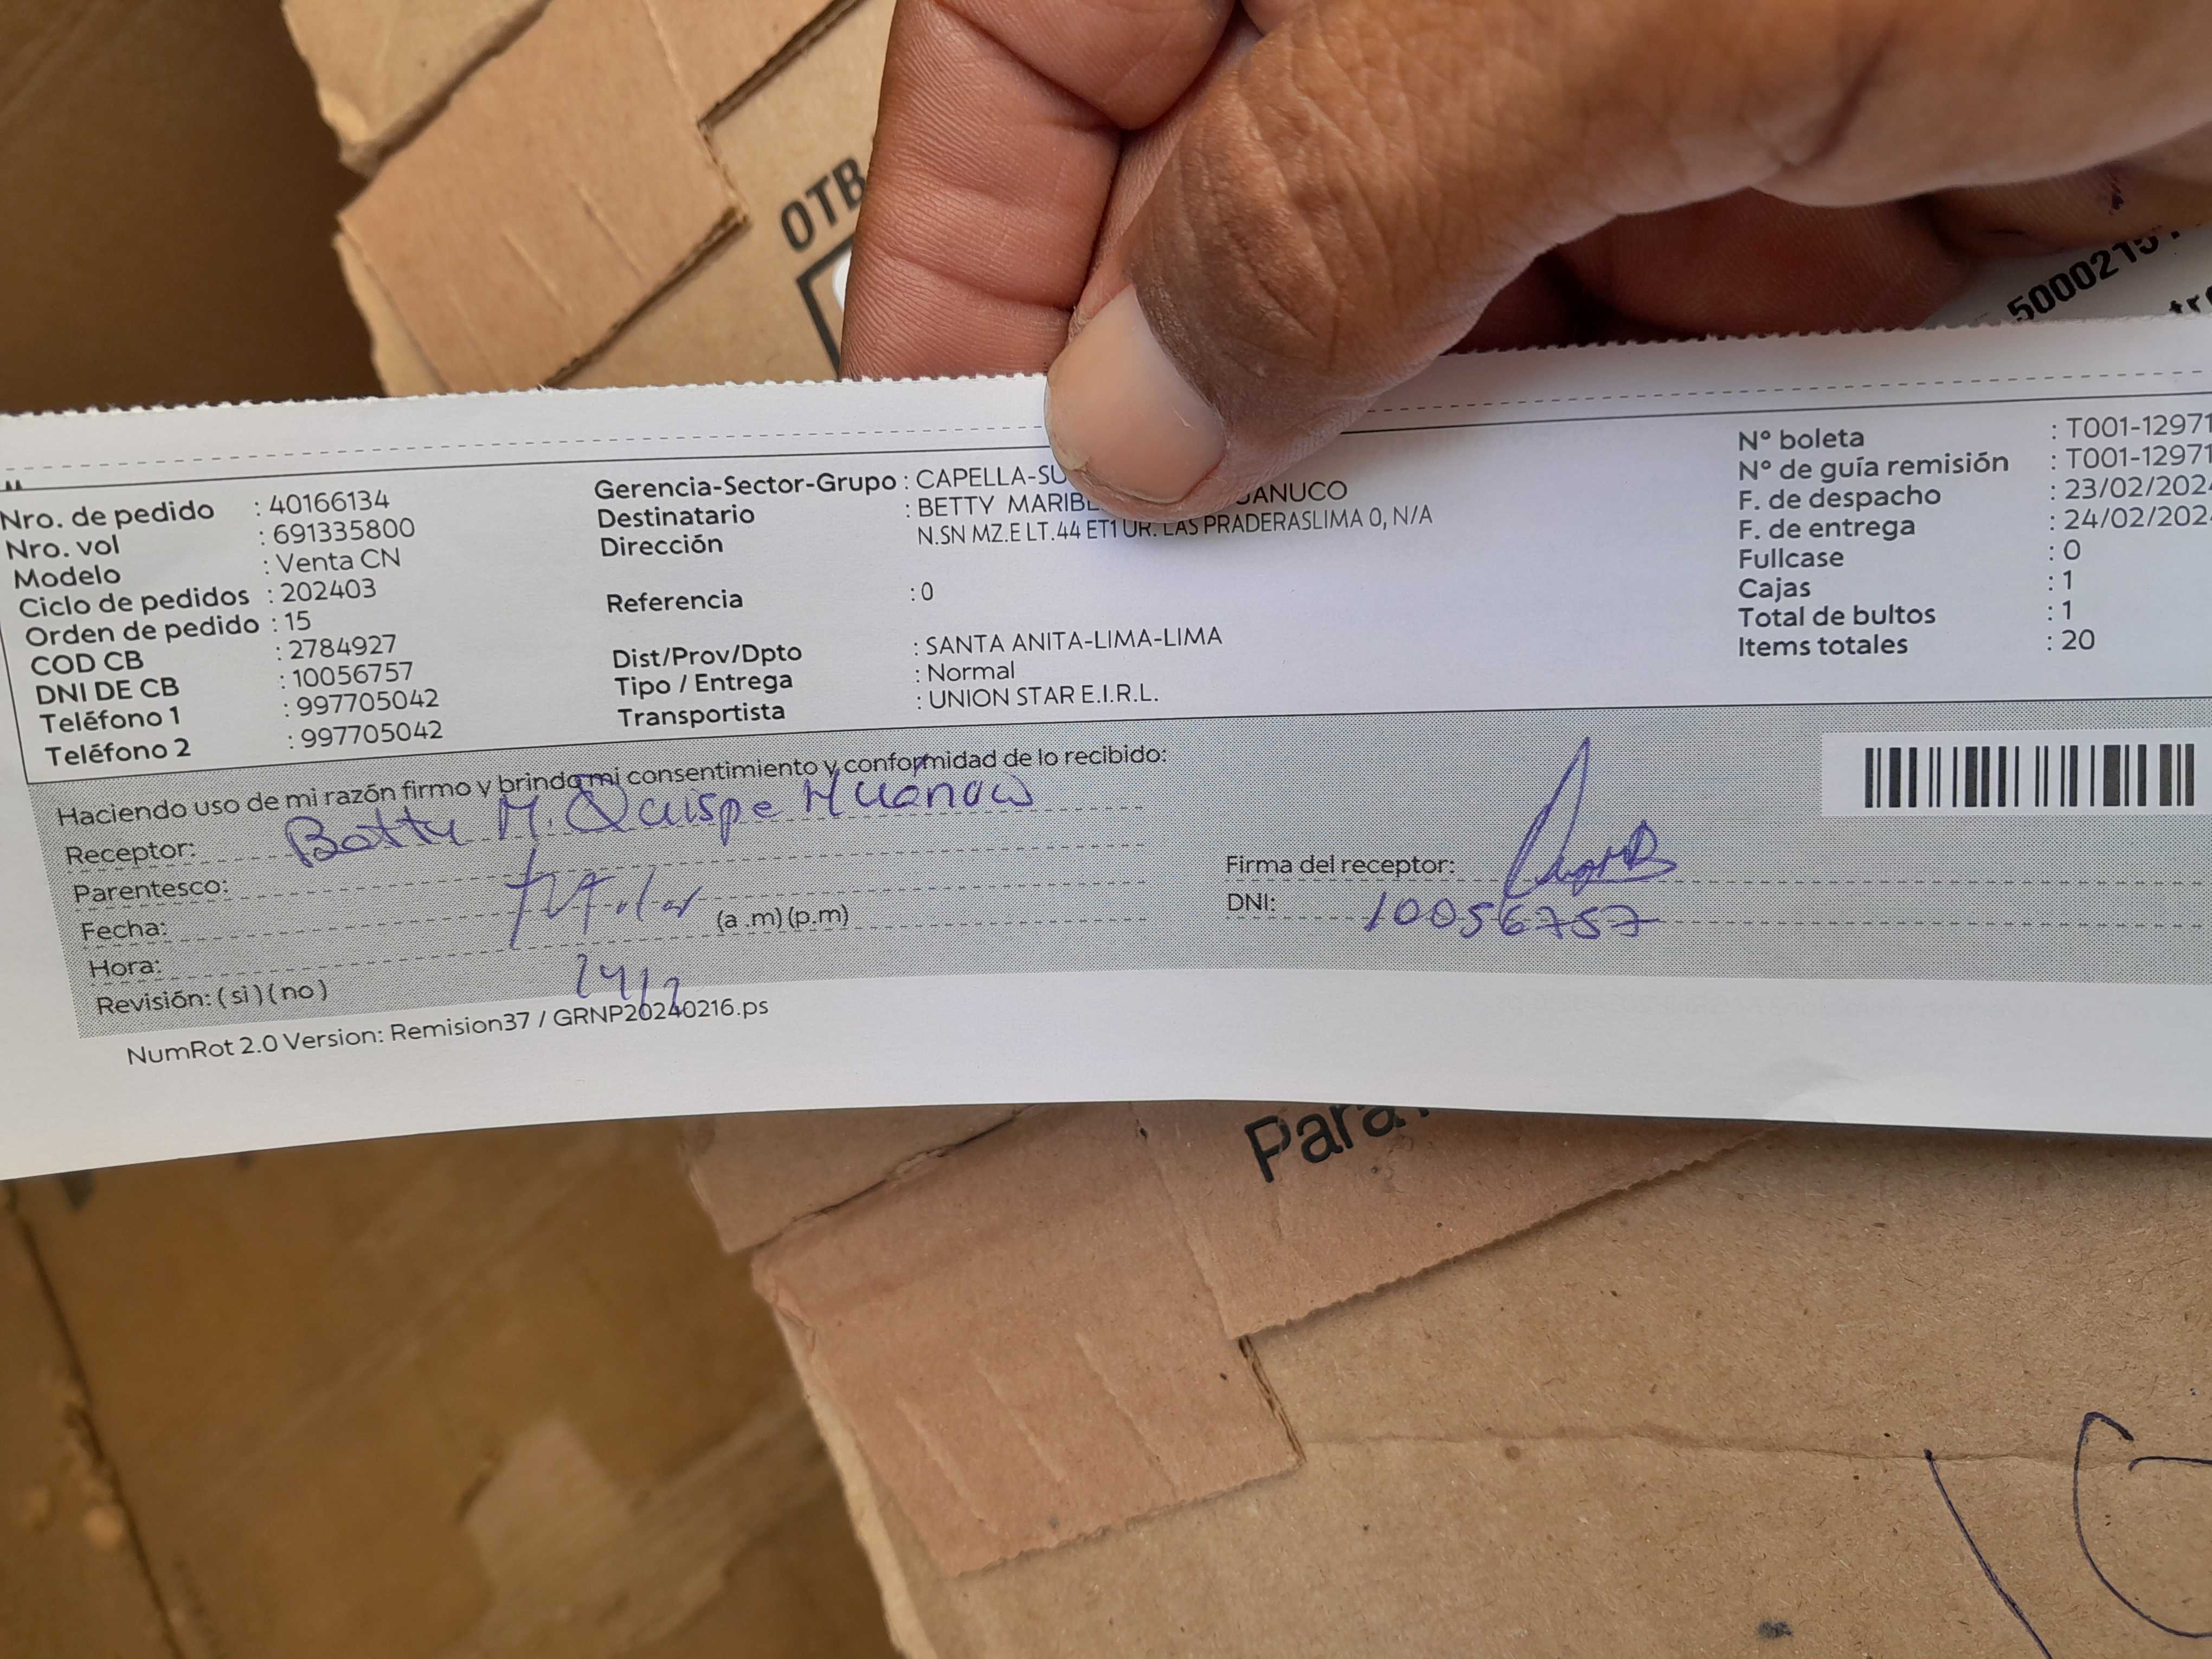 OTB
Nro. de pedido : 40166134
Nro. vol : 691335800
Modelo : Venta CN
Ciclo de pedidos : 202403
Orden de pedido : 15
COD CB : 2784927
DNI DE CB : 10056757
Teléfono 1 : 997705042
Teléfono 2 : 997705042
Gerencia-Sector-Grupo : CAPELLA-SU
Destinatario : BETTY MARIBE
Dirección N.SN MZ.E LT.44 ET1 UR. LAS PRADERASLIMA 0, N/A
Referencia : 0
Dist/Prov/Dpto : SANTA ANITA-LIMA-LIMA
Tipo / Entrega : Normal
Transportista : UNION STAR E.I.R.L.
N° boleta : T001-12971
N° de guía remisión : T001-12971
F. de despacho : 23/02/202
F. de entrega : 24/02/202
Fullcase : 0
Cajas : 1
Total de bultos : 1
Items totales : 20
Haciendo uso de mi razón firmo y brindo mi consentimiento y conformidad de lo recibido:
Receptor: Betty M. Quispe Huanuco
Parentesco: titular
Fecha: (a .m) (p.m)
Hora: 24/2
Revisión: ( si ) ( no )
Firma del receptor:
DNI: 10056757
NumRot 2.0 Version: Remision37 / GRNP20240216.ps
Para